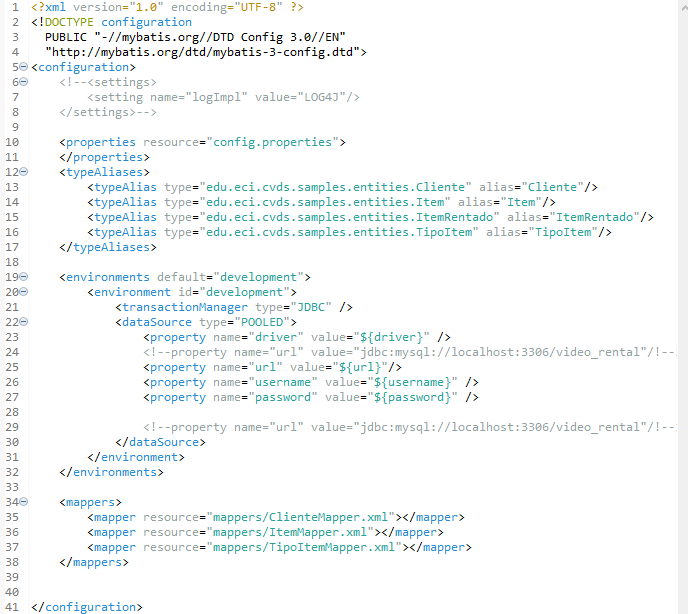 1 <?xml version="1.0" encoding="UTF-8" ?>
2 <!DOCTYPE configuration
3 PUBLIC "-//mybatis.org//DTD Config 3.0//EN"
4 "http://mybatis.org/dtd/mybatis-3-config.dtd">
5 <configuration>
6 <!--<settings>
7 <setting name="logImpl" value="LOG4J"/>
8 </settings>-->
9
10 <properties resource="config.properties">
11 </properties>
12 <typeAliases>
13 <typeAlias type="edu.eci.cvds.samples.entities.Cliente" alias="Cliente"/>
14 <typeAlias type="edu.eci.cvds.samples.entities.Item" alias="Item"/>
15 <typeAlias type="edu.eci.cvds.samples.entities.ItemRentado" alias="ItemRentado"/>
16 <typeAlias type="edu.eci.cvds.samples.entities.TipoItem" alias="TipoItem"/>
17 </typeAliases>
18
19 <environments default="development">
20 <environment id="development">
21 <transactionManager type="JDBC" />
22 <dataSource type="POOLED">
23 <property name="driver" value="${driver}" />
24 <!--property name="url" value="jdbc:mysql://localhost:3306/video_rental"/!--
25 <property name="url" value="${url}"/>
26 <property name="username" value="${username}" />
27 <property name="password" value="${password}" />
28
29 <!--property name="url" value="jdbc:mysql://localhost:3306/video_rental"/!--
30 </dataSource>
31 </environment>
32 </environments>
33
34 <mappers>
35 <mapper resource="mappers/ClienteMapper.xml"></mapper>
36 <mapper resource="mappers/ItemMapper.xml"></mapper>
37 <mapper resource="mappers/TipoItemMapper.xml"></mapper>
38 </mappers>
39
40
41 </configuration>